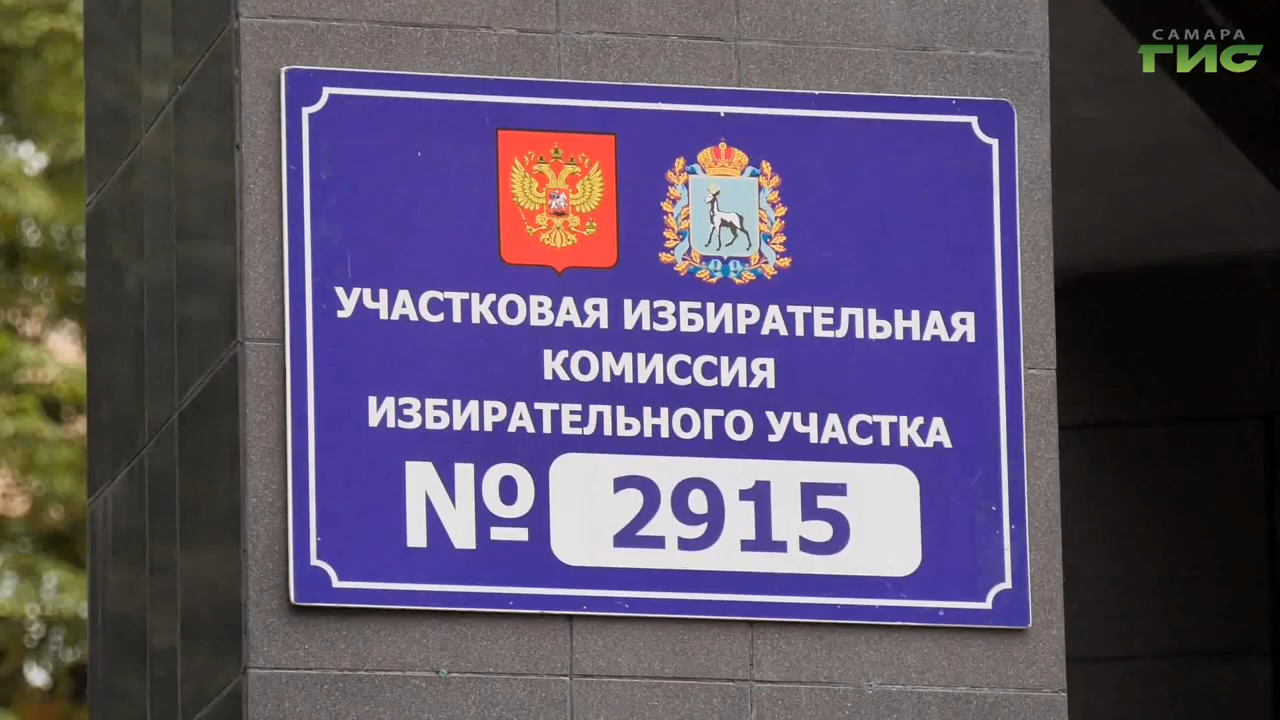 САМАРА
ГИС
УЧАСТКОВАЯ ИЗБИРАТЕЛЬНАЯ
КОМИССИЯ
ИЗБИРАТЕЛЬНОГО УЧАСТКА
№ 2915